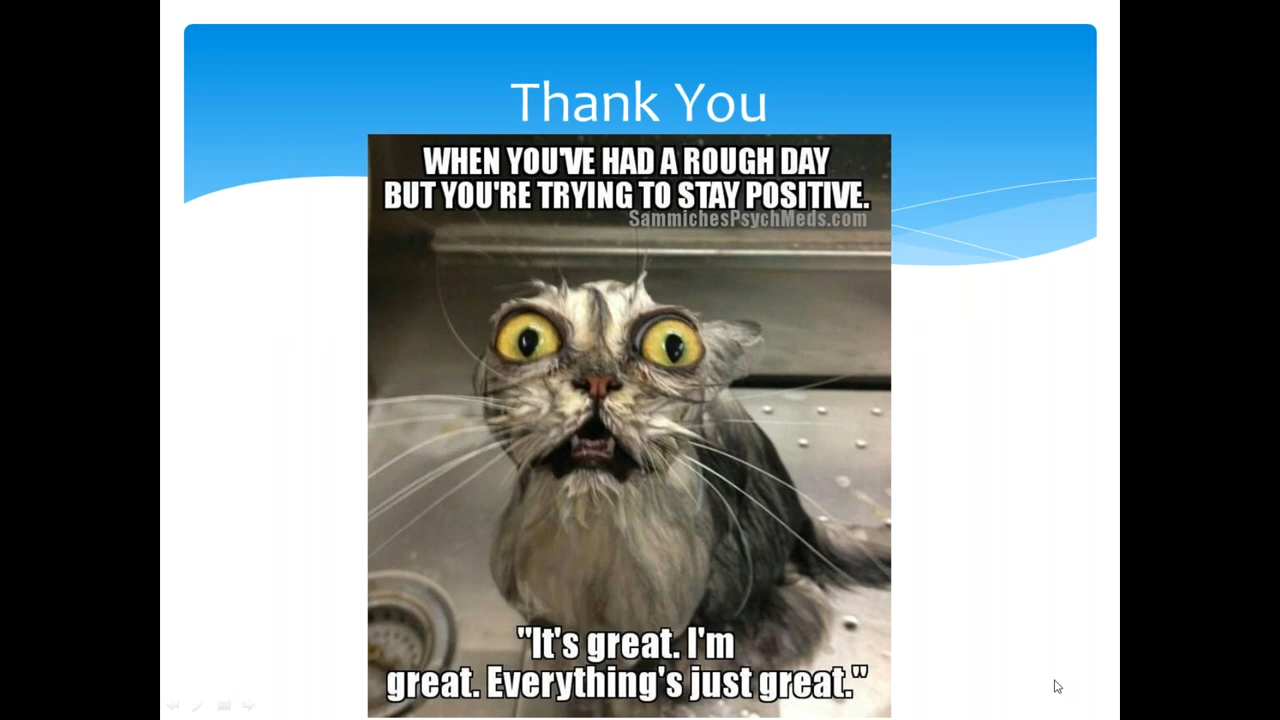 Thank You
WHEN YOU'VE HAD A ROUGH DAY
BUT YOU'RE TRYING TO STAY POSITIVE.
SammichesPsychMeds.com
"It's great. I'm
great. Everything's just great."